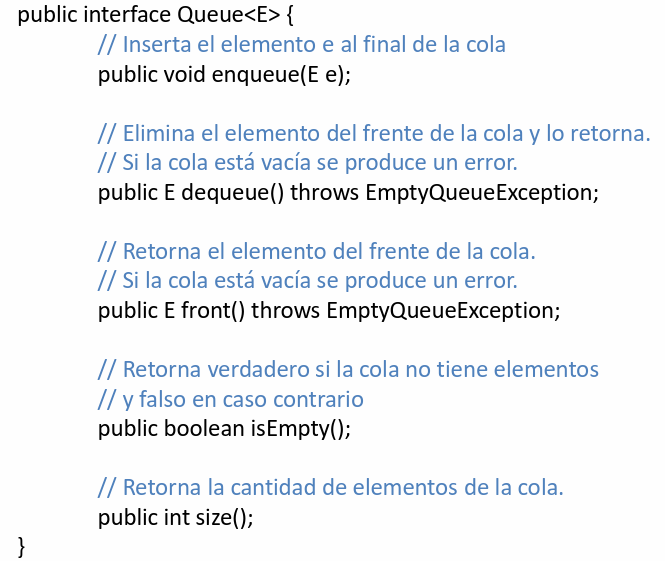 public interface Queue<E> {
// Inserta el elemento e al final de la cola
public void enqueue(E e);
// Elimina el elemento del frente de la cola y lo retorna.
// Si la cola está vacía se produce un error.
public E dequeue() throws EmptyQueueException;
// Retorna el elemento del frente de la cola.
// Si la cola está vacía se produce un error.
public E front() throws EmptyQueueException;
// Retorna verdadero si la cola no tiene elementos
// y falso en caso contrario
public boolean isEmpty();
// Retorna la cantidad de elementos de la cola.
public int size();
}